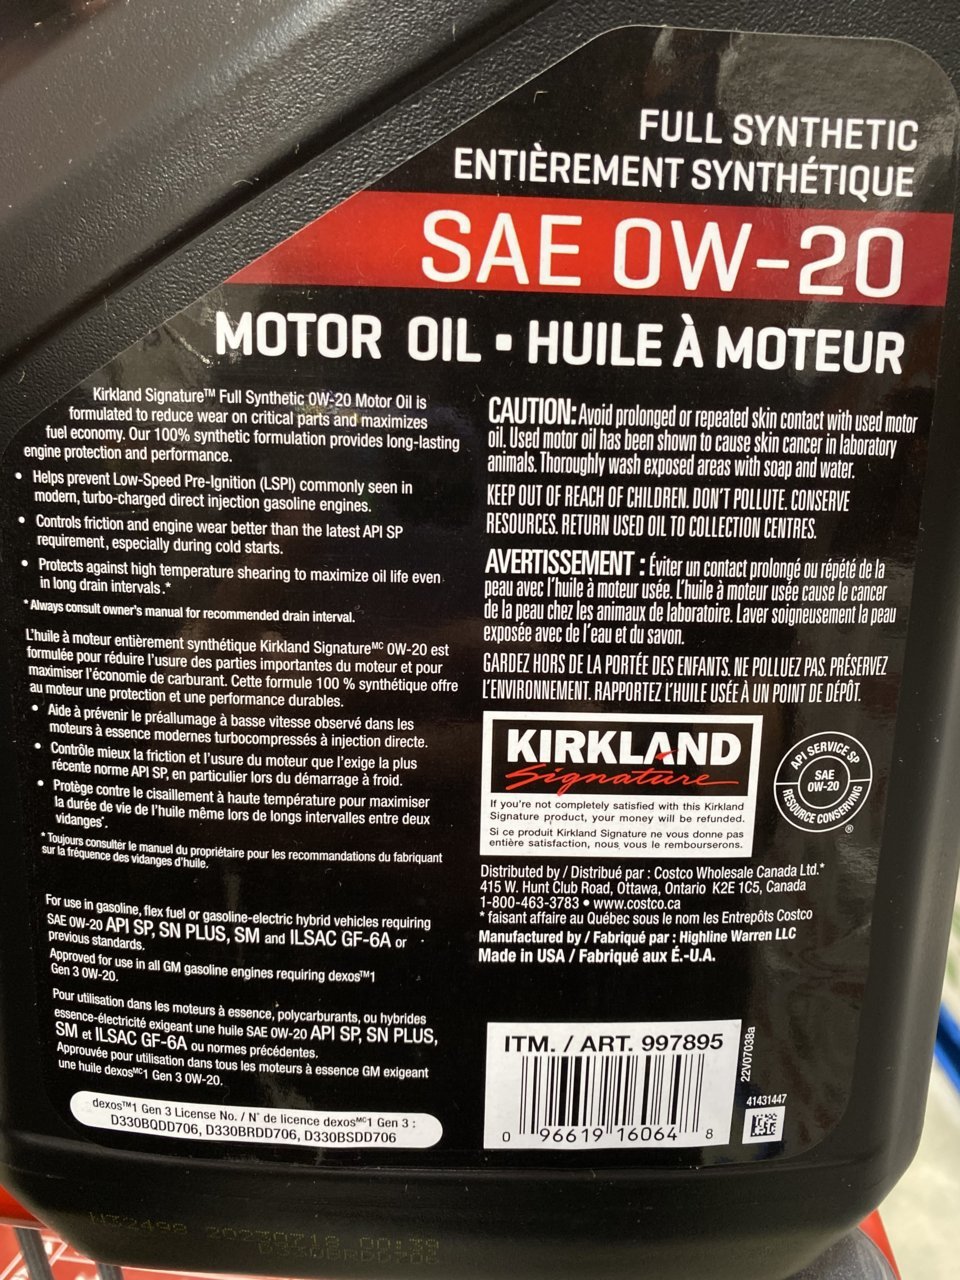 FULL SYNTHETIC
ENTIÈREMENT SYNTHÉTIQUE
SAE 0W-20
MOTOR OIL • HUILE À MOTEUR
Kirkland Signature™ Full Synthetic 0W-20 Motor Oil is
formulated to reduce wear on critical parts and maximizes
fuel economy. Our 100% synthetic formulation provides long-lasting
engine protection and performance.
• Helps prevent Low-Speed Pre-Ignition (LSPI) commonly seen in
modern, turbo-charged direct injection gasoline engines.
• Controls friction and engine wear better than the latest API SP
requirement, especially during cold starts.
• Protects against high temperature shearing to maximize oil life even
in long drain intervals.*
*Always consult owner's manual for recommended drain interval.
L'huile à moteur entièrement synthétique Kirkland Signature MC 0W-20 est
formulée pour réduire l'usure des parties importantes du moteur et pour
maximiser l'économie de carburant. Cette formule 100 % synthétique offre
au moteur une protection et une performance durables.
• Aide à prévenir le préallumage à basse vitesse observé dans les
moteurs à essence modernes turbocompressés à injection directe.
• Contrôle mieux la friction et l'usure du moteur que l'exige la plus
récente norme API SP, en particulier lors du démarrage à froid.
• Protège contre le cisaillement à haute température pour maximiser
la durée de vie de l'huile même lors de longs intervalles entre deux
vidanges*.
*Toujours consulter le manuel du propriétaire pour les recommandations du fabriquant
sur la fréquence des vidanges d'huile.
For use in gasoline, flex fuel or gasoline-electric hybrid vehicles requiring
SAE 0W-20 API SP, SN PLUS, SM and ILSAC GF-6A or
previous standards.
Approved for use in all GM gasoline engines requiring dexos™1
Gen 3 0W-20.
Pour utilisation dans les moteurs à essence, polycarburants, ou hybrides
essence-électricité exigeant une huile SAE 0W-20 API SP, SN PLUS,
SM et ILSAC GF-6A ou normes précédentes.
Approuvée pour utilisation dans tous les moteurs à essence GM exigeant
une huile dexos MC1 Gen 3 0W-20.
dexos™1 Gen 3 License No. / N° de licence dexos MC1 Gen 3 :
D330BQDD706, D330BRDD706, D330BSDD706
CAUTION: Avoid prolonged or repeated skin contact with used motor
oil. Used motor oil has been shown to cause skin cancer in laboratory
animals. Thoroughly wash exposed areas with soap and water.
KEEP OUT OF REACH OF CHILDREN. DON'T POLLUTE. CONSERVE
RESOURCES. RETURN USED OIL TO COLLECTION CENTRES.
AVERTISSEMENT : Éviter un contact prolongé ou répété de la
peau avec l'huile à moteur usée. L'huile à moteur usée cause le cancer
de la peau chez les animaux de laboratoire. Laver soigneusement la peau
exposée avec de l'eau et du savon.
GARDEZ HORS DE LA PORTÉE DES ENFANTS. NE POLLUEZ PAS. PRÉSERVEZ
L'ENVIRONNEMENT. RAPPORTEZ L'HUILE USÉE À UN POINT DE DÉPÔT.
KIRKLAND
Signature
If you're not completely satisfied with this Kirkland
Signature product, your money will be refunded.
Si ce produit Kirkland Signature ne vous donne pas
entière satisfaction, nous vous le rembourserons.
API SERVICE SP
SAE
0W-20
RESOURCE CONSERVING
®
Distributed by / Distribué par : Costco Wholesale Canada Ltd.*
415 W. Hunt Club Road, Ottawa, Ontario K2E 1C5, Canada
1-800-463-3783 • www.costco.ca
* faisant affaire au Québec sous le nom les Entrepôts Costco
Manufactured by / Fabriqué par : Highline Warren LLC
Made in USA / Fabriqué aux É.-U.A.
ITM. / ART. 997895
0 96619 16064 8
22V07038a
41431447
N32498 20230718 00:39
D330BRDD706